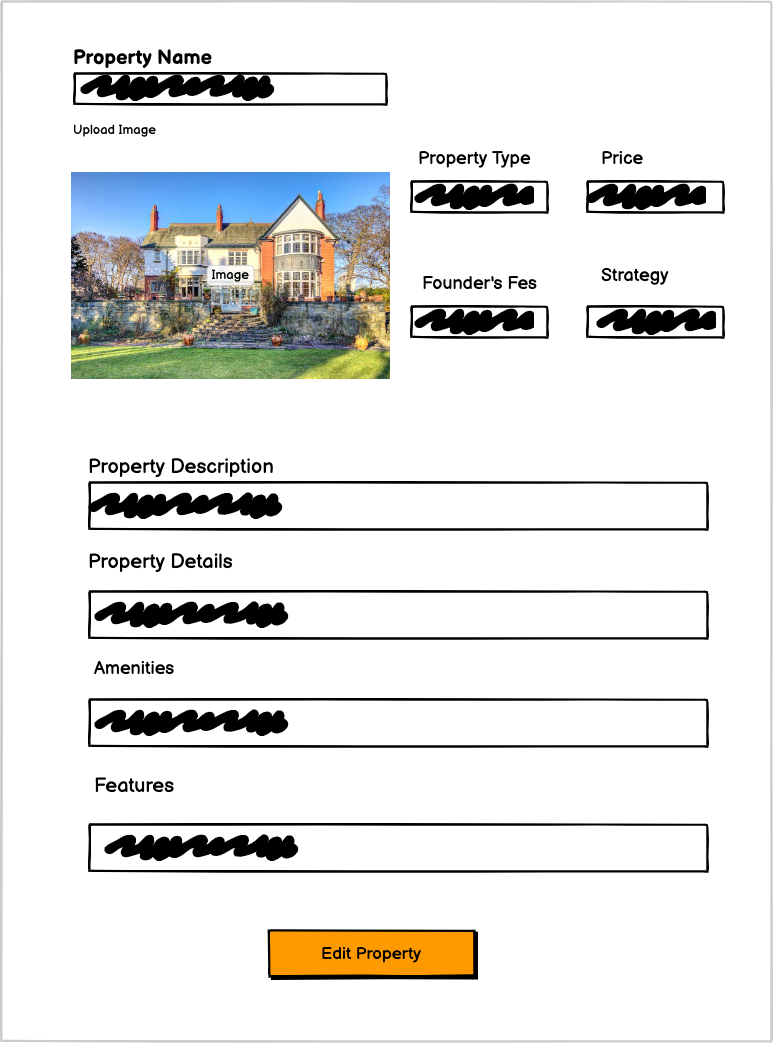 Property Name
Upload Image
Property Type
Price
Image
Founder's Fes
Strategy
Property Description
Property Details
Amenities
Features
Edit Property